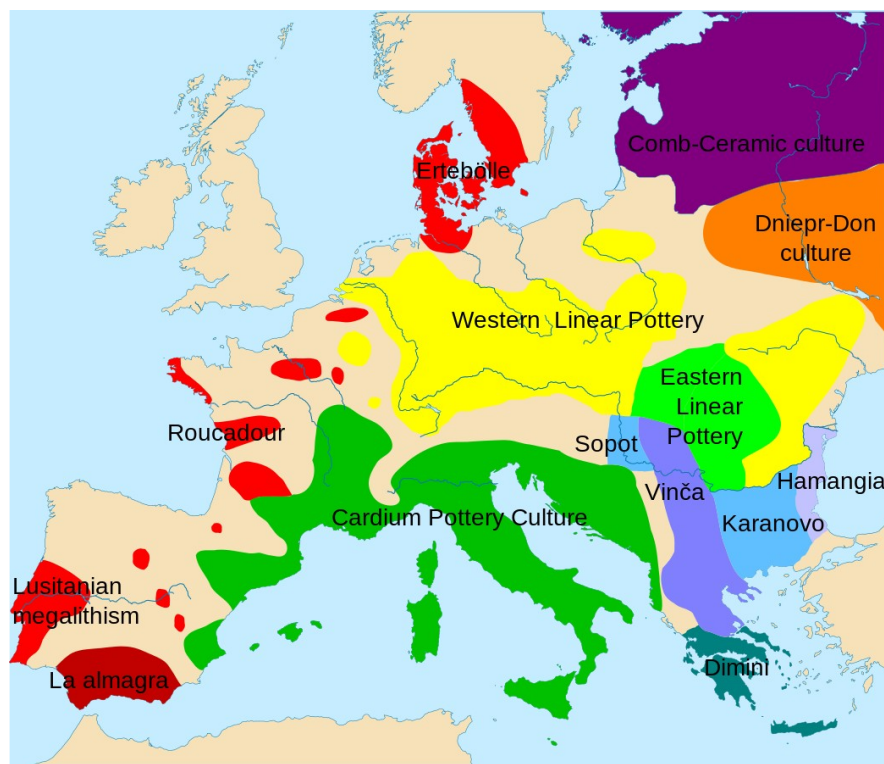 Comb-Ceramic culture
Ertebölle
Dniepr-Don
culture
Western Linear Pottery
Eastern
Linear
Pottery
Roucadour
Sopot
Vinča
Hamangia
Karanovo
Cardium Pottery Culture
Lusitanian
megalithism
La almagra
Dimini